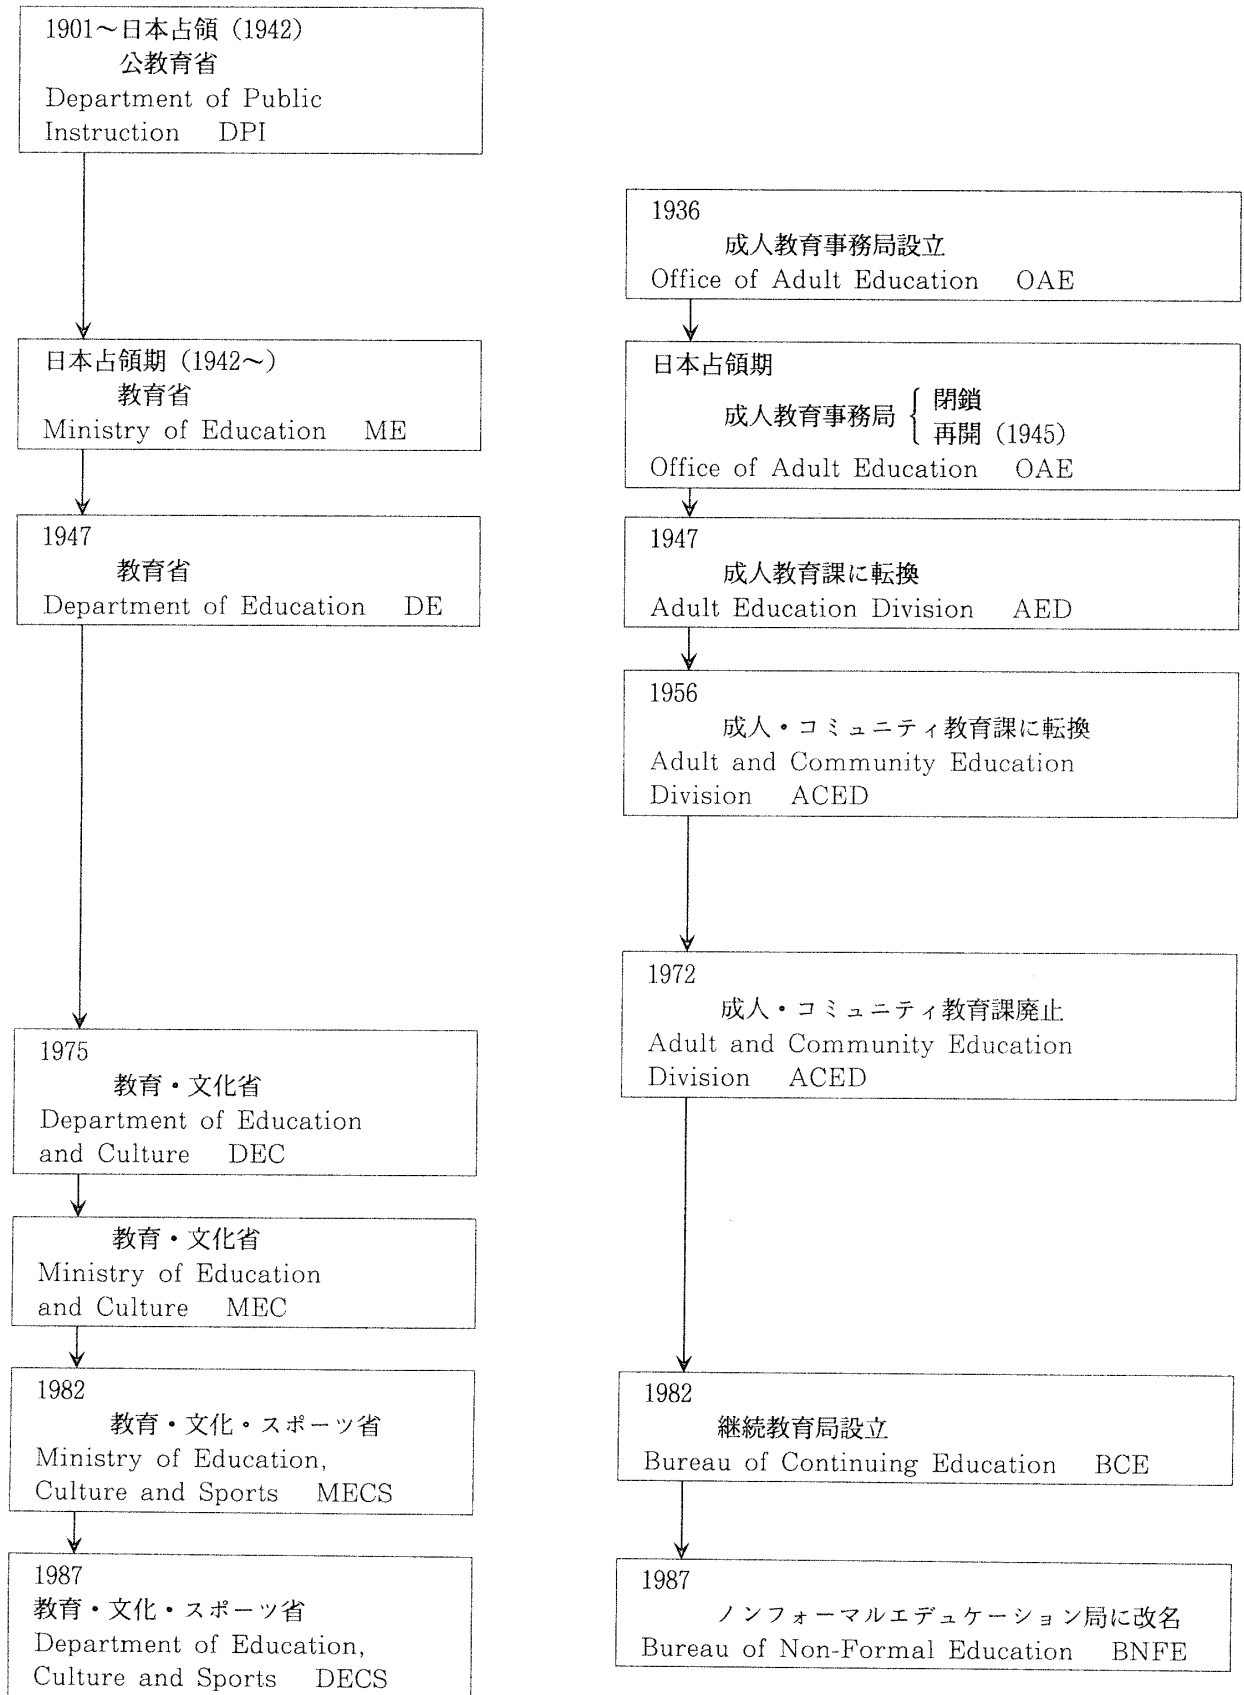 1901～日本占領（1942）
公教育省
Department of Public
Instruction DPI
日本占領期（1942～）
教育省
Ministry of Education ME
1947
教育省
Department of Education DE
1975
教育・文化省
Department of Education
and Culture DEC
教育・文化省
Ministry of Education
and Culture MEC
1982
教育・文化・スポーツ省
Ministry of Education,
Culture and Sports MECS
1987
教育・文化・スポーツ省
Department of Education,
Culture and Sports DECS
1936
成人教育事務局設立
Office of Adult Education OAE
日本占領期
成人教育事務局
閉鎖
再開（1945）
Office of Adult Education OAE
1947
成人教育課に転換
Adult Education Division AED
1956
成人・コミュニティ教育課に転換
Adult and Community Education
Division ACED
1972
成人・コミュニティ教育課廃止
Adult and Community Education
Division ACED
1982
継続教育局設立
Bureau of Continuing Education BCE
1987
ノンフォーマルエデュケーション局に改名
Bureau of Non-Formal Education BNFE